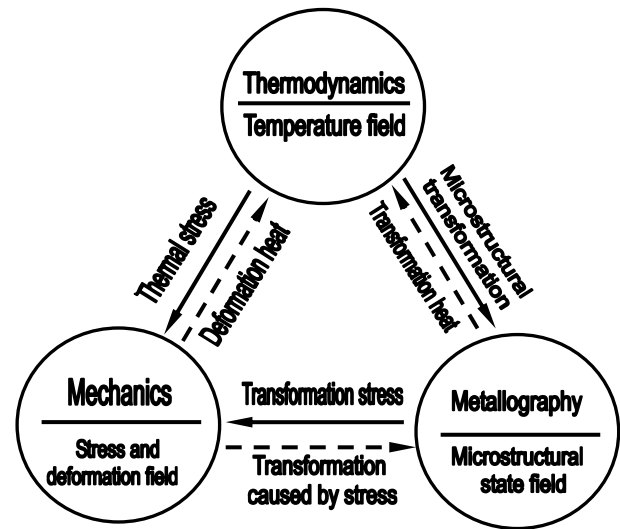 Thermodynamics
Temperature field
Thermal stress
Deformation heat
Microstructural
transformation
Transformation heat
Mechanics
Stress and
deformation field
Transformation stress
Transformation
caused by stress
Metallography
Microstructural
state field